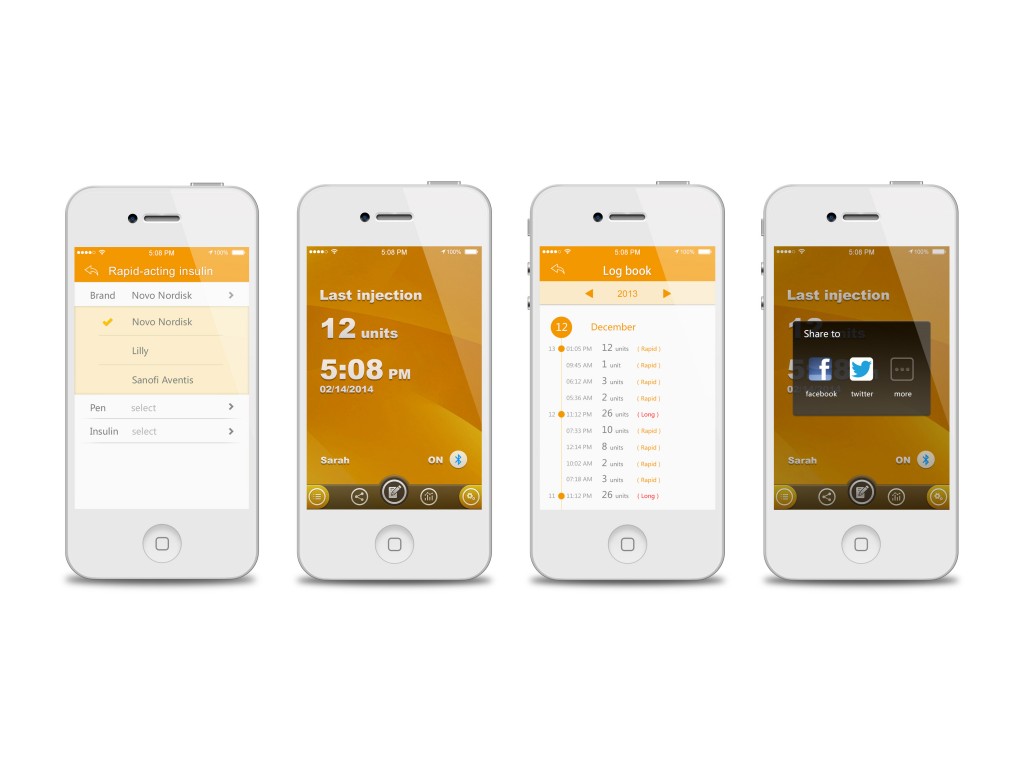 5:08 PM 100%
Rapid-acting insulin
Brand Novo Nordisk
Novo Nordisk
Lilly
Sanofi Aventis
Pen select
Insulin select
5:08 PM 100%
Last injection
12 units
5:08 PM
02/14/2014
Sarah ON
5:08 PM 100%
Log book
2013
12 December
13 01:05 PM 12 units ( Rapid )
09:45 AM 1 unit ( Rapid )
06:12 AM 3 units ( Rapid )
05:36 AM 2 units ( Rapid )
12 11:12 PM 26 units ( Long )
07:33 PM 10 units ( Rapid )
12:14 PM 8 units ( Rapid )
10:02 AM 2 units ( Rapid )
07:18 AM 3 units ( Rapid )
11 11:12 PM 26 units ( Long )
5:08 PM 100%
Last injection
Share to
facebook twitter more
02/14/2014
Sarah ON